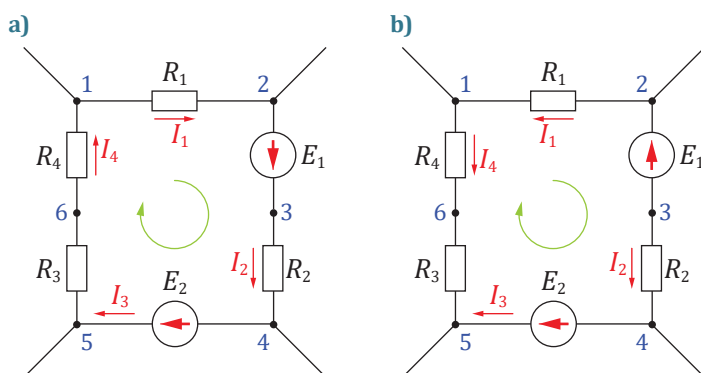 a)
1
R₁
2
I₁
R₄
I₄
E₁
6
3
R₃
I₃
E₂
I₂
R₂
5
4
b)
1
R₁
2
I₁
R₄
I₄
E₁
6
3
R₃
I₃
E₂
I₂
R₂
5
4